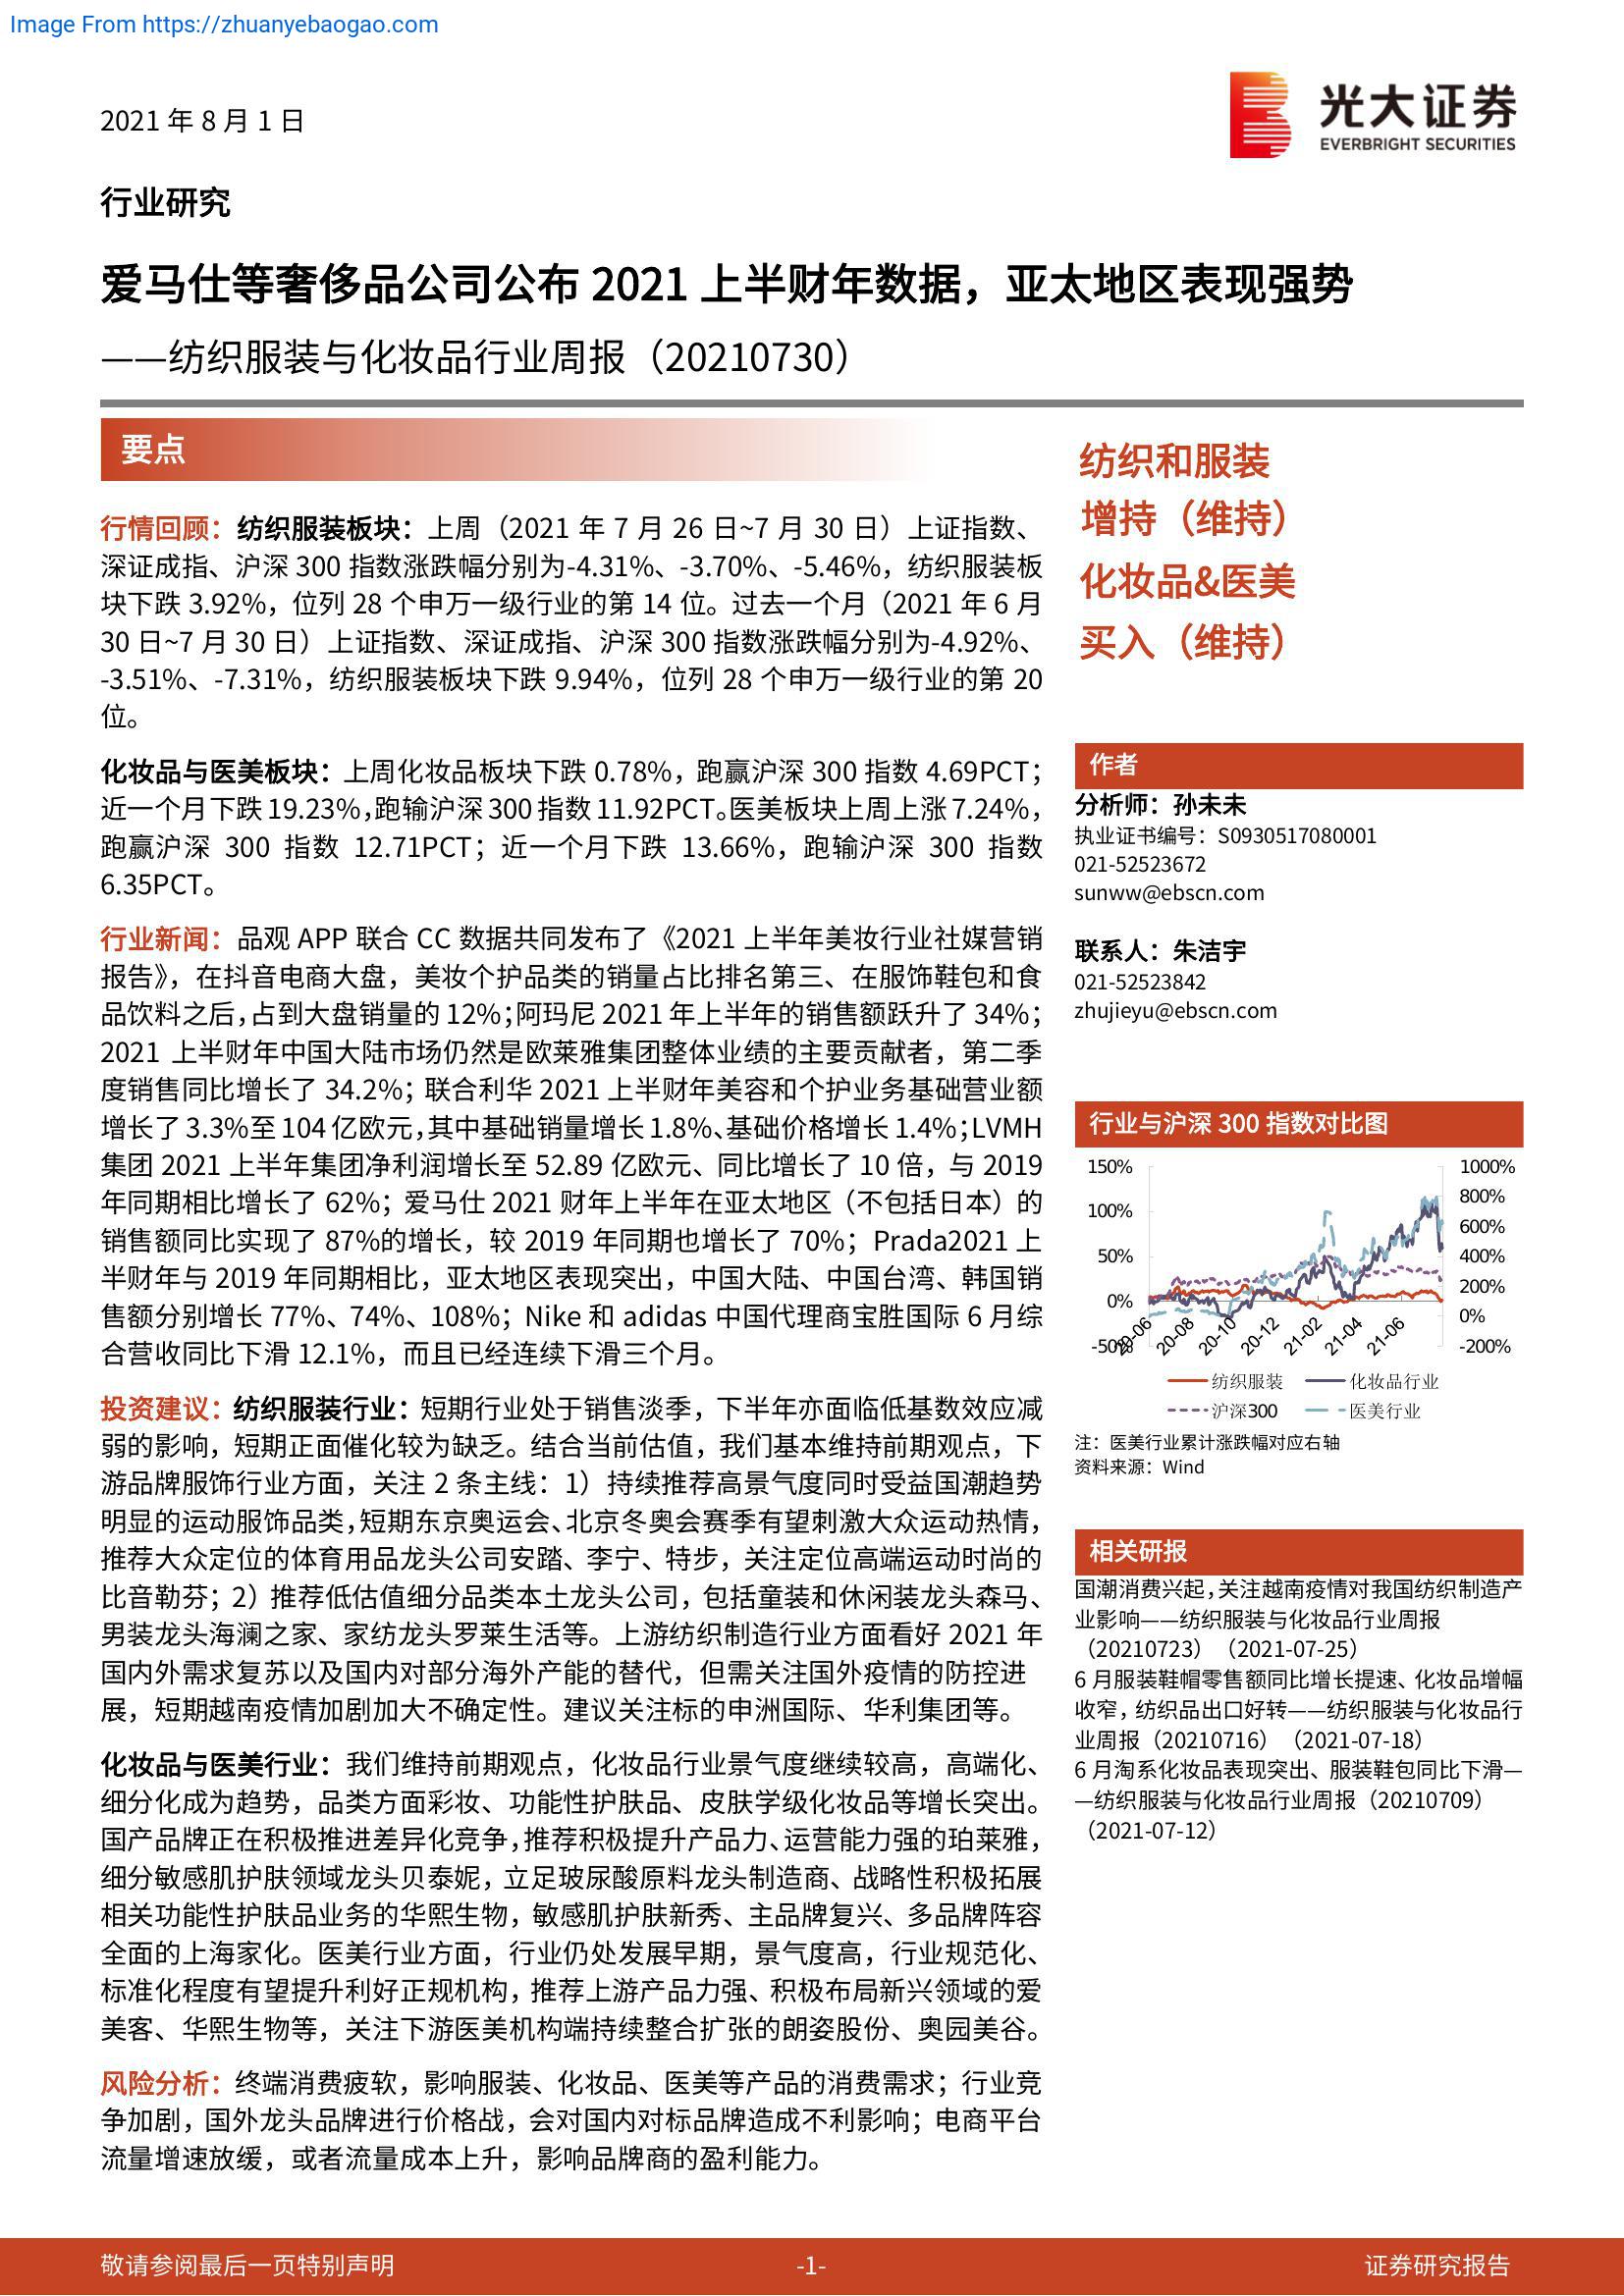 Image From https://zhuanyebaogao.com
2021 年 8 月 1 日
光大证券
EVERBRIGHT SECURITIES
行业研究
爱马仕等奢侈品公司公布 2021 上半财年数据，亚太地区表现强势
——纺织服装与化妆品行业周报（20210730）
要点
行情回顾：纺织服装板块：上周（2021 年 7 月 26 日~7 月 30 日）上证指数、
深证成指、沪深 300 指数涨跌幅分别为-4.31%、-3.70%、-5.46%，纺织服装板
块下跌 3.92%，位列 28 个申万一级行业的第 14 位。过去一个月（2021 年 6 月
30 日~7 月 30 日）上证指数、深证成指、沪深 300 指数涨跌幅分别为-4.92%、
-3.51%、-7.31%，纺织服装板块下跌 9.94%，位列 28 个申万一级行业的第 20
位。
化妆品与医美板块：上周化妆品板块下跌 0.78%，跑赢沪深 300 指数 4.69PCT；
近一个月下跌 19.23%，跑输沪深 300 指数 11.92PCT。医美板块上周上涨 7.24%，
跑赢沪深 300 指数 12.71PCT；近一个月下跌 13.66%，跑输沪深 300 指数
6.35PCT。
行业新闻：品观 APP 联合 CC 数据共同发布了《2021 上半年美妆行业社媒营销
报告》，在抖音电商大盘，美妆个护品类的销量占比排名第三、在服饰鞋包和食
品饮料之后，占到大盘销量的 12%；阿玛尼 2021 年上半年的销售额跃升了 34%；
2021 上半财年中国大陆市场仍然是欧莱雅集团整体业绩的主要贡献者，第二季
度销售同比增长了 34.2%；联合利华 2021 上半财年美容和个护业务基础营业额
增长了 3.3%至 104 亿欧元，其中基础销量增长 1.8%、基础价格增长 1.4%；LVMH
集团 2021 上半年集团净利润增长至 52.89 亿欧元、同比增长了 10 倍，与 2019
年同期相比增长了 62%；爱马仕 2021 财年上半年在亚太地区（不包括日本）的
销售额同比实现了 87%的增长，较 2019 年同期也增长了 70%；Prada2021 上
半财年与 2019 年同期相比，亚太地区表现突出，中国大陆、中国台湾、韩国销
售额分别增长 77%、74%、108%；Nike 和 adidas 中国代理商宝胜国际 6 月综
合营收同比下滑 12.1%，而且已经连续下滑三个月。
投资建议：纺织服装行业：短期行业处于销售淡季，下半年亦面临低基数效应减
弱的影响，短期正面催化较为缺乏。结合当前估值，我们基本维持前期观点，下
游品牌服饰行业方面，关注 2 条主线：1）持续推荐高景气度同时受益国潮趋势
明显的运动服饰品类，短期东京奥运会、北京冬奥会赛季有望刺激大众运动热情，
推荐大众定位的体育用品龙头公司安踏、李宁、特步，关注定位高端运动时尚的
比音勒芬；2）推荐低估值细分品类本土龙头公司，包括童装和休闲装龙头森马、
男装龙头海澜之家、家纺龙头罗莱生活等。上游纺织制造行业方面看好 2021 年
国内外需求复苏以及国内对部分海外产能的替代，但需关注国外疫情的防控进
展，短期越南疫情加剧加大不确定性。建议关注标的申洲国际、华利集团等。
化妆品与医美行业：我们维持前期观点，化妆品行业景气度继续较高，高端化、
细分化成为趋势，品类方面彩妆、功能性护肤品、皮肤学级化妆品等增长突出。
国产品牌正在积极推进差异化竞争，推荐积极提升产品力、运营能力强的珀莱雅，
细分敏感肌护肤领域龙头贝泰妮，立足玻尿酸原料龙头制造商、战略性积极拓展
相关功能性护肤品业务的华熙生物，敏感肌护肤新秀、主品牌复兴、多品牌阵容
全面的上海家化。医美行业方面，行业仍处发展早期，景气度高，行业规范化、
标准化程度有望提升利好正规机构，推荐上游产品力强、积极布局新兴领域的爱
美客、华熙生物等，关注下游医美机构端持续整合扩张的朗姿股份、奥园美谷。
风险分析：终端消费疲软，影响服装、化妆品、医美等产品的消费需求；行业竞
争加剧，国外龙头品牌进行价格战，会对国内对标品牌造成不利影响；电商平台
流量增速放缓，或者流量成本上升，影响品牌商的盈利能力。
纺织和服装
增持（维持）
化妆品&医美
买入（维持）
作者
分析师：孙未未
执业证书编号：S0930517080001
021-52523672
sunww@ebscn.com
联系人：朱洁宇
021-52523842
zhujieyu@ebscn.com
行业与沪深 300 指数对比图
150% 1000%
100% 800%
50% 600%
0% 400%
-50% 200%
0%
-200%
20-06 20-08 20-10 20-12 21-02 21-04 21-06
纺织服装 化妆品行业
沪深300 医美行业
注：医美行业累计涨跌幅对应右轴
资料来源：Wind
相关研报
国潮消费兴起，关注越南疫情对我国纺织制造产
业影响——纺织服装与化妆品行业周报
（20210723）（2021-07-25）
6 月服装鞋帽零售额同比增长提速、化妆品增幅
收窄，纺织品出口好转——纺织服装与化妆品行
业周报（20210716）（2021-07-18）
6 月淘系化妆品表现突出、服装鞋包同比下滑—
—纺织服装与化妆品行业周报（20210709）
（2021-07-12）
敬请参阅最后一页特别声明 -1- 证券研究报告